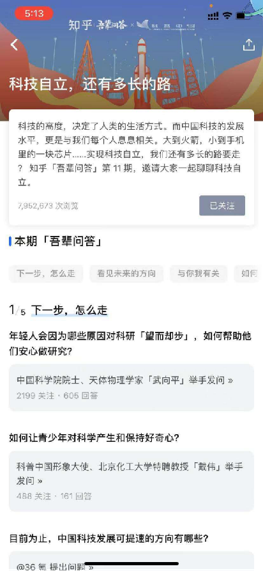 5:13
知乎 吾辈问答
科技自立，还有多长的路
科技的高度，决定了人类的生活方式。而中国科技的发展
水平，更是与我们每个人息息相关。大到火箭，小到手机
里的一块芯片……实现科技自立，我们还有多长的路要走
？ 知乎「吾辈问答」第 11 期，邀请大家一起聊聊科技自
立。
7,952,673 次浏览
已关注
本期「吾辈问答」
下一步，怎么走
看见未来的方向
与你我有关
如何
1/5 下一步，怎么走
年轻人会因为哪些原因对科研「望而却步」，如何帮助他
们安心做研究？
中国科学院院士、天体物理学家「武向平」举手发问 »
2199 关注 · 605 回答
如何让青少年对科学产生和保持好奇心？
科普中国形象大使、北京化工大学特聘教授「戴伟」举手
发问 »
488 关注 · 161 回答
目前为止，中国科技发展可提速的方向有哪些？
@36 氪 提出问题 »